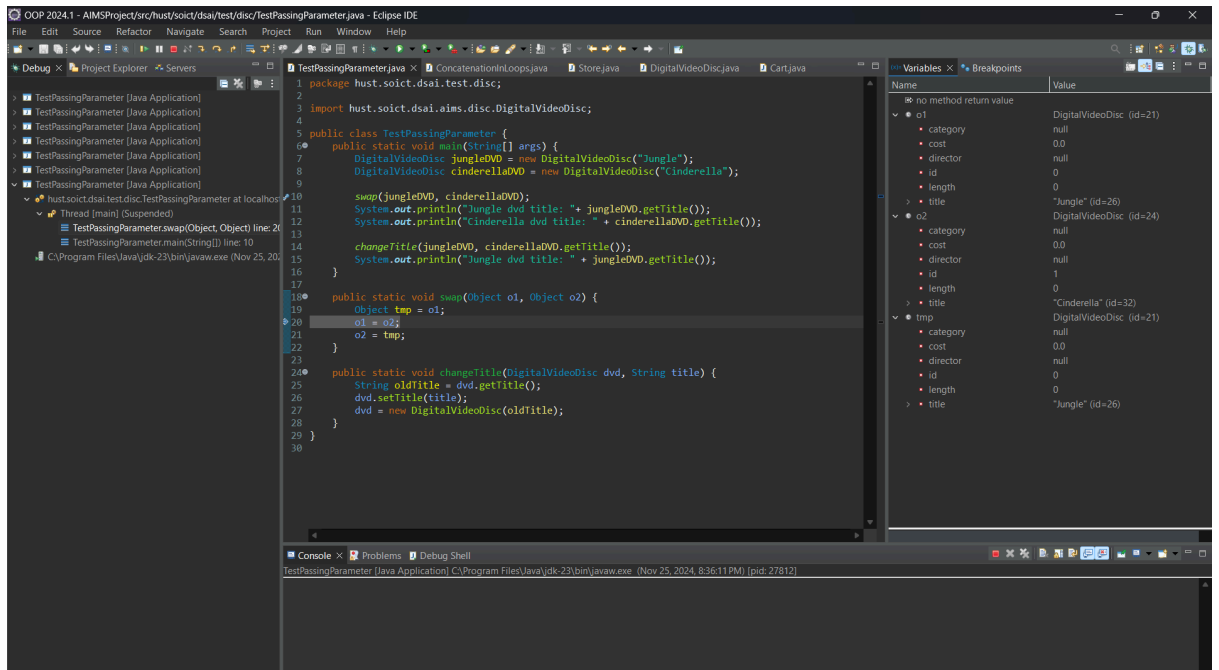 OOP 2024.1 - AIMSProject/src/hust/soict/dsai/test/disc/TestPassingParameter.java - Eclipse IDE
File Edit Source Refactor Navigate Search Project Run Window Help
Debug Project Explorer Servers
TestPassingParameter [Java Application]
TestPassingParameter [Java Application]
TestPassingParameter [Java Application]
TestPassingParameter [Java Application]
TestPassingParameter [Java Application]
TestPassingParameter [Java Application]
TestPassingParameter [Java Application]
hust.soict.dsai.test.disc.TestPassingParameter at localhos
Thread [main] (Suspended)
TestPassingParameter.swap(Object, Object) line: 20
TestPassingParameter.main(String[]) line: 10
C:\Program Files\Java\jdk-23\bin\javaw.exe (Nov 25, 202
TestPassingParameter.java ConcatenationInLoops.java Store.java DigitalVideoDisc.java Cart.java
1 package hust.soict.dsai.test.disc;
2
3 import hust.soict.dsai.aims.disc.DigitalVideoDisc;
4
5 public class TestPassingParameter {
6 public static void main(String[] args) {
7 DigitalVideoDisc jungleDVD = new DigitalVideoDisc("Jungle");
8 DigitalVideoDisc cinderellaDVD = new DigitalVideoDisc("Cinderella");
9
10 swap(jungleDVD, cinderellaDVD);
11 System.out.println("Jungle dvd title: "+ jungleDVD.getTitle());
12 System.out.println("Cinderella dvd title: " + cinderellaDVD.getTitle());
13
14 changeTitle(jungleDVD, cinderellaDVD.getTitle());
15 System.out.println("Jungle dvd title: " + jungleDVD.getTitle());
16 }
17
18 public static void swap(Object o1, Object o2) {
19 Object tmp = o1;
20 o1 = o2;
21 o2 = tmp;
22 }
23
24 public static void changeTitle(DigitalVideoDisc dvd, String title) {
25 String oldTitle = dvd.getTitle();
26 dvd.setTitle(title);
27 dvd = new DigitalVideoDisc(oldTitle);
28 }
29 }
30
Variables Breakpoints
Name Value
no method return value
o1 DigitalVideoDisc (id=21)
category null
cost 0.0
director null
id 0
length 0
title "Jungle" (id=26)
o2 DigitalVideoDisc (id=24)
category null
cost 0.0
director null
id 1
length 0
title "Cinderella" (id=32)
tmp DigitalVideoDisc (id=21)
category null
cost 0.0
director null
id 0
length 0
title "Jungle" (id=26)
Console Problems Debug Shell
TestPassingParameter [Java Application] C:\Program Files\Java\jdk-23\bin\javaw.exe (Nov 25, 2024, 8:36:11 PM) [pid: 27812]